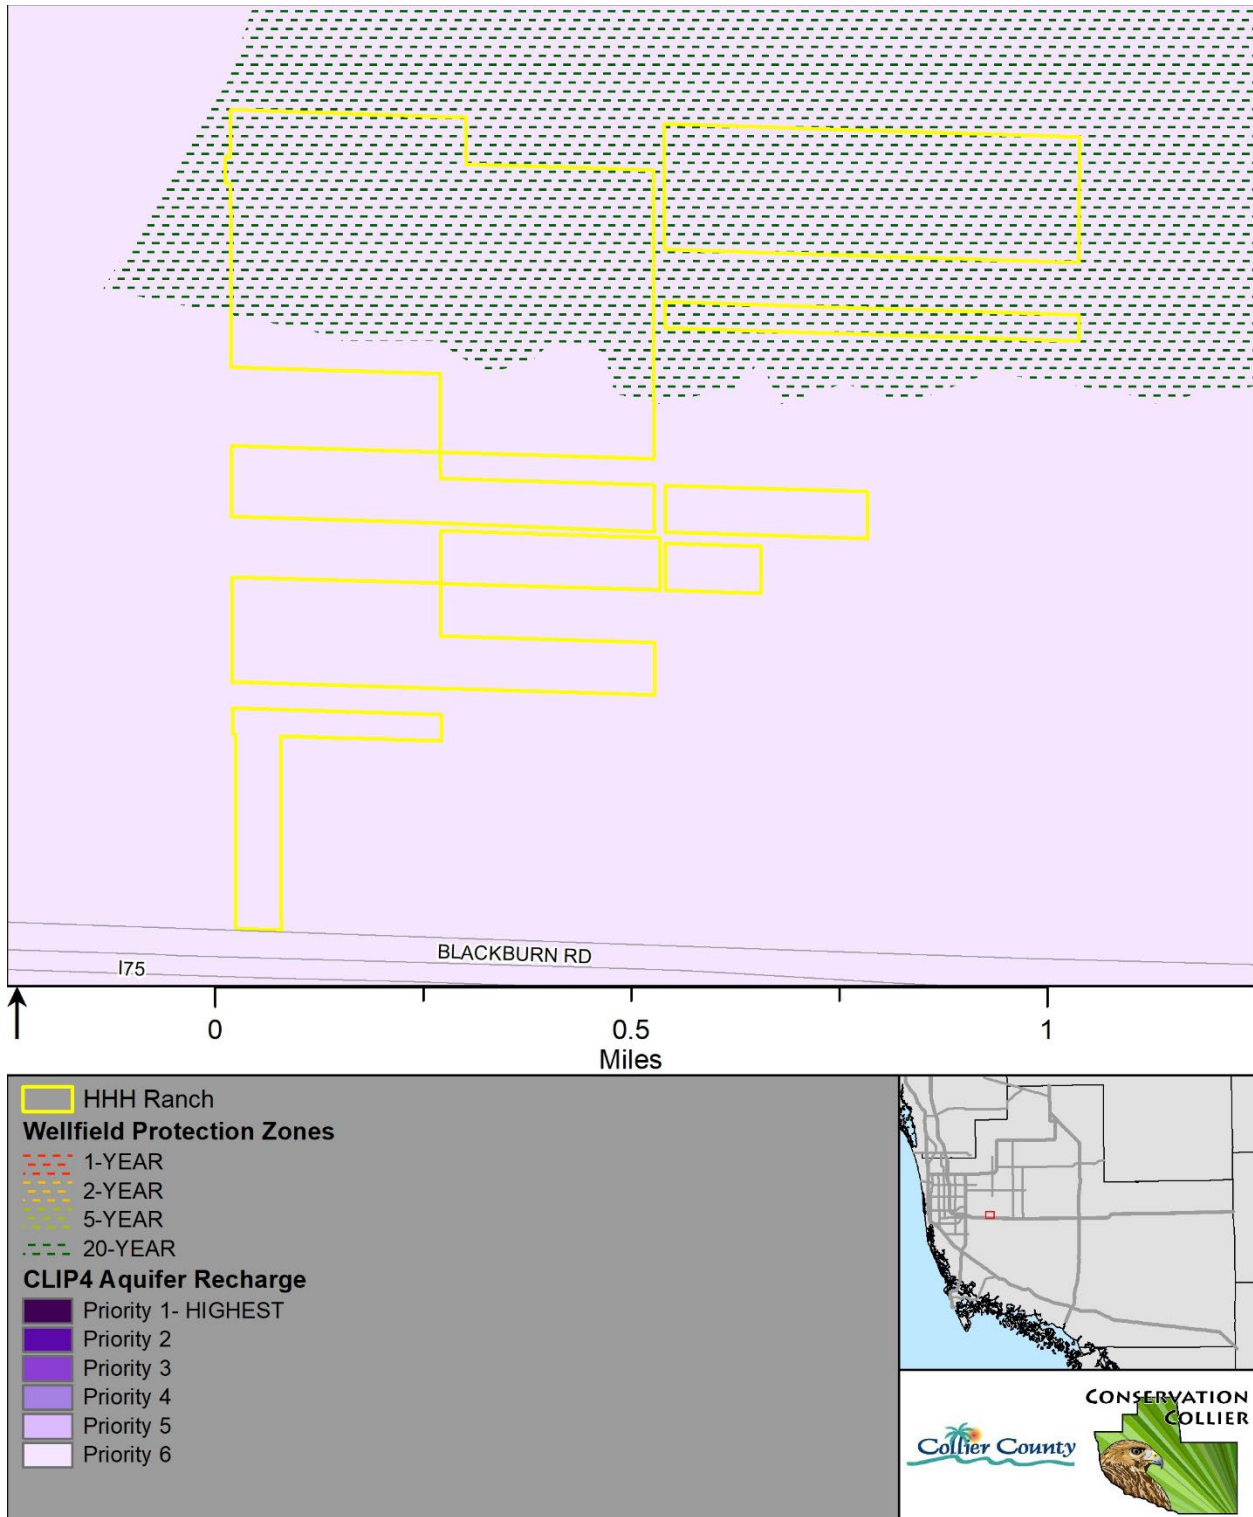 BLACKBURN RD
I75
0
0.5
1
Miles
HHH Ranch
Wellfield Protection Zones
1-YEAR
2-YEAR
5-YEAR
20-YEAR
CLIP4 Aquifer Recharge
Priority 1- HIGHEST
Priority 2
Priority 3
Priority 4
Priority 5
Priority 6
Collier County
CONSERVATION
COLLIER